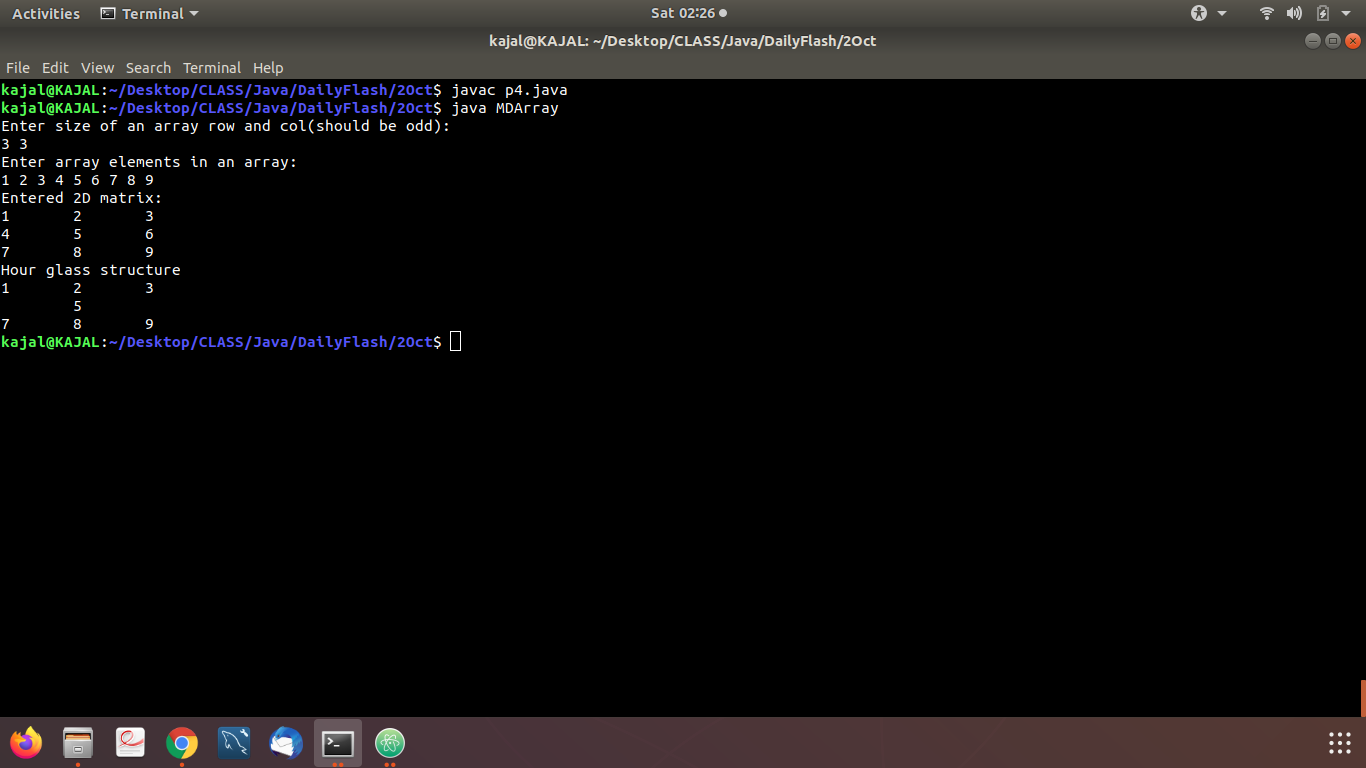 Activities Terminal Sat 02:26
kajal@KAJAL: ~/Desktop/CLASS/Java/DailyFlash/2Oct
File Edit View Search Terminal Help
kajal@KAJAL:~/Desktop/CLASS/Java/DailyFlash/2Oct$ javac p4.java
kajal@KAJAL:~/Desktop/CLASS/Java/DailyFlash/2Oct$ java MDArray
Enter size of an array row and col(should be odd):
3 3
Enter array elements in an array:
1 2 3 4 5 6 7 8 9
Entered 2D matrix:
1 2 3
4 5 6
7 8 9
Hour glass structure
1 2 3
5
7 8 9
kajal@KAJAL:~/Desktop/CLASS/Java/DailyFlash/2Oct$